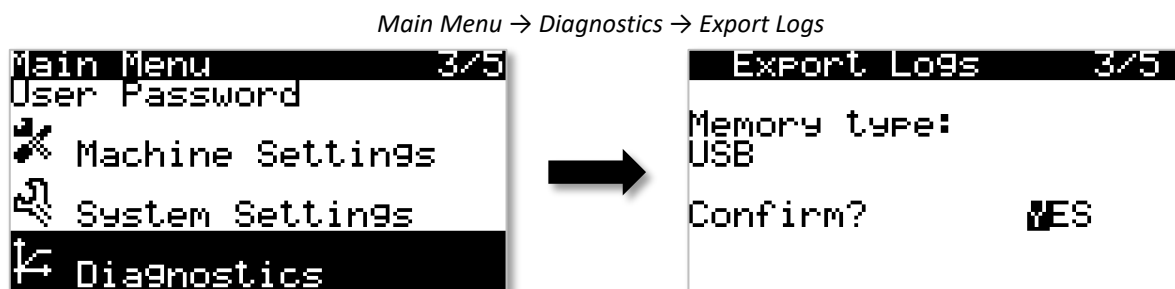 Main Menu → Diagnostics → Export Logs
Main Menu 3/5
User Password
Machine Settings
System Settings
Diagnostics
Export Logs 3/5
Memory type:
USB
Confirm? YES